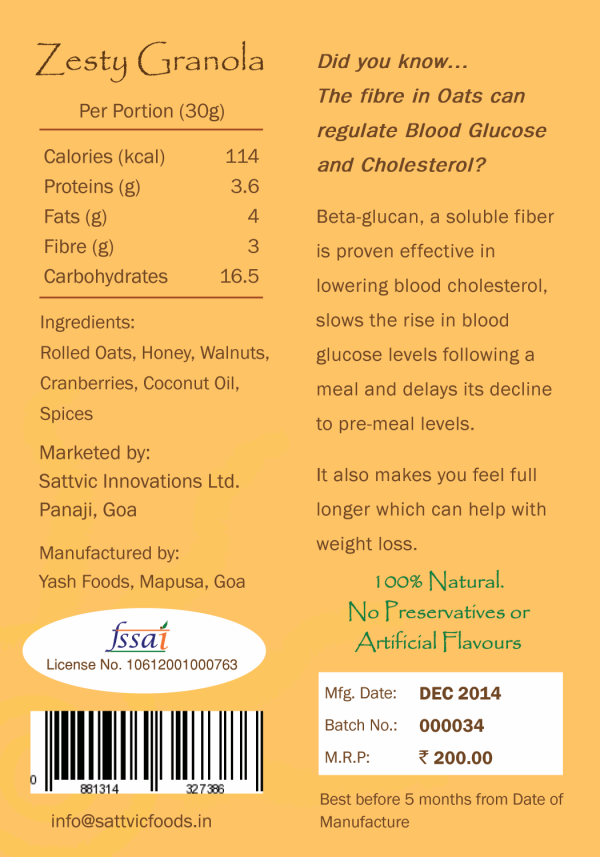 Zesty Granola
Per Portion (30g)
Calories (kcal) 114
Proteins (g) 3.6
Fats (g) 4
Fibre (g) 3
Carbohydrates 16.5
Ingredients:
Rolled Oats, Honey, Walnuts,
Cranberries, Coconut Oil,
Spices
Marketed by:
Sattvic Innovations Ltd.
Panaji, Goa
Manufactured by:
Yash Foods, Mapusa, Goa
fssai
License No. 10612001000763
0 881314 327386
info@sattvicfoods.in
Did you know...
The fibre in Oats can
regulate Blood Glucose
and Cholesterol?
Beta-glucan, a soluble fiber
is proven effective in
lowering blood cholesterol,
slows the rise in blood
glucose levels following a
meal and delays its decline
to pre-meal levels.
It also makes you feel full
longer which can help with
weight loss.
100% Natural.
No Preservatives or
Artificial Flavours
Mfg. Date: DEC 2014
Batch No.: 000034
M.R.P: ₹ 200.00
Best before 5 months from Date of
Manufacture